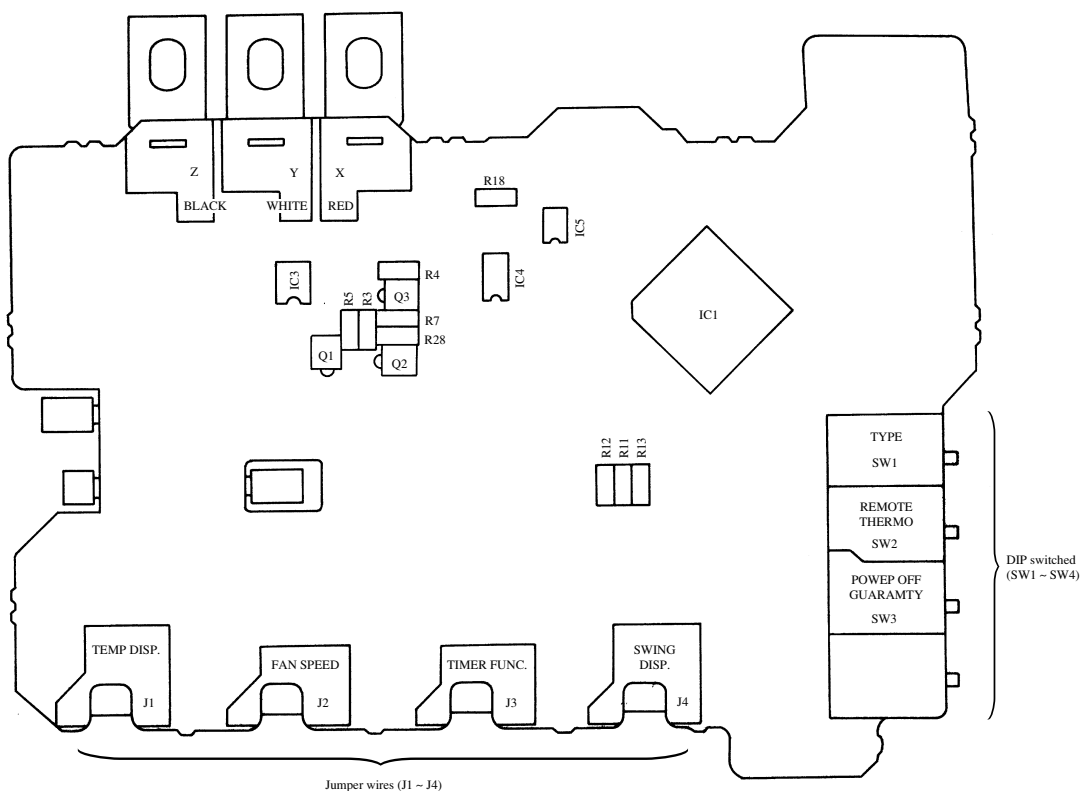 Z
Y
X
BLACK
WHITE
RED
R18
IC5
IC3
IC4
R4
R5
R3
Q3
R7
R28
Q1
Q2
IC1
R12
R11
R13
TYPE
SW1
REMOTE
THERMO
SW2
POWEP OFF
GUARAMTY
SW3
DIP switched
(SW1 ~ SW4)
TEMP DISP.
J1
FAN SPEED
J2
TIMER FUNC.
J3
SWING
DISP.
J4
Jumper wires (J1 ~ J4)